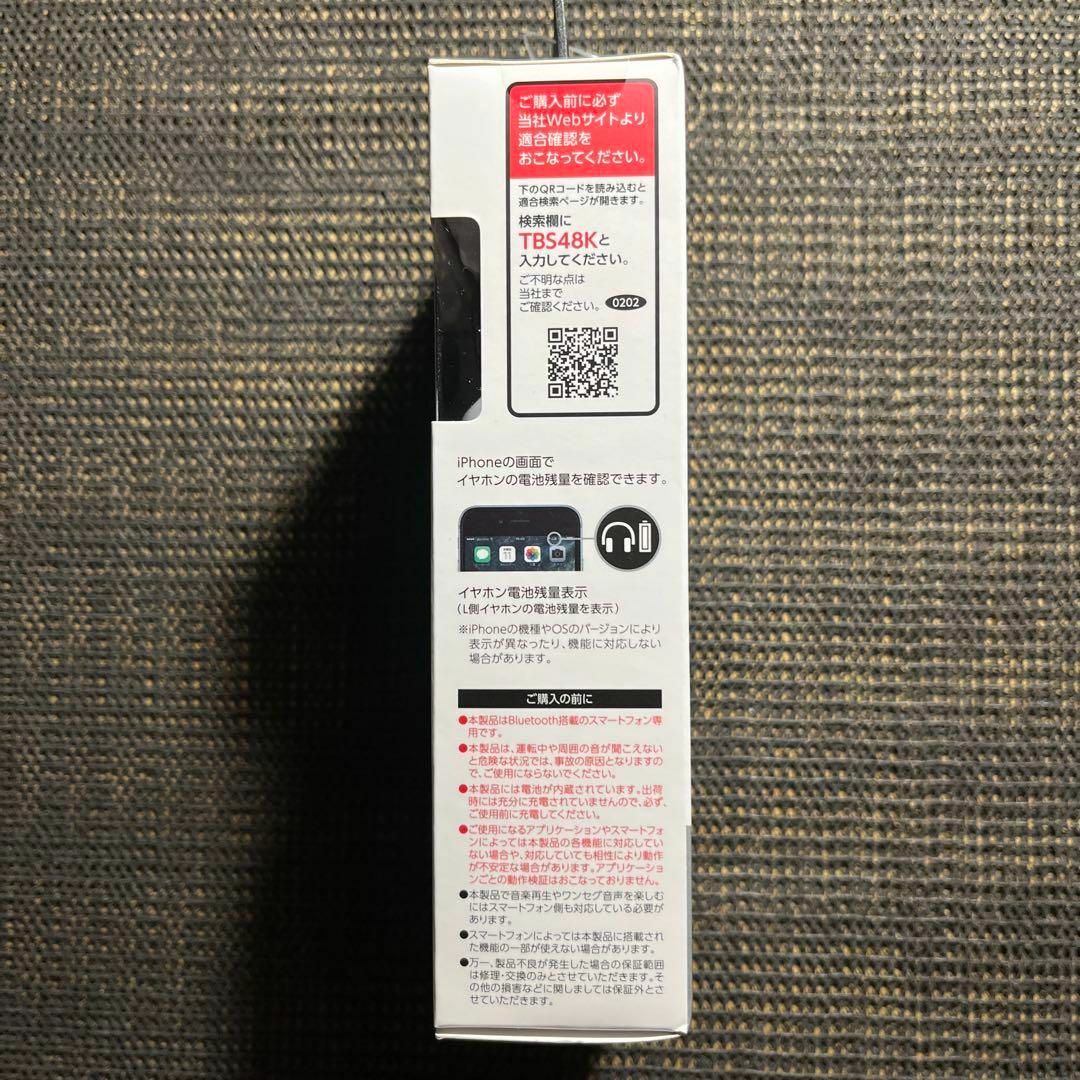 ご購入前に必ず
当社Webサイトより
適合確認を
おこなってください。
下のQRコードを読み込むと
適合検索ページが開きます。
検索欄に
TBS48Kと
入力してください。
ご不明な点は
当社まで
ご確認ください。 0202
iPhoneの画面で
イヤホンの電池残量を確認できます。
11
イヤホン電池残量表示
(L側イヤホンの電池残量を表示)
※iPhoneの機種やOSのバージョンにより
表示が異なったり、機能に対応しない
場合があります。
ご購入の前に
●本製品はBluetooth搭載のスマートフォン専
用です。
●本製品は、運転中や周囲の音が聞こえない
と危険な状況では、事故の原因となりますの
で、ご使用にならないでください。
●本製品には電池が内蔵されています。出荷
時には充分に充電されていませんので、必ず、
ご使用前に充電してください。
●ご使用になるアプリケーションやスマートフォ
ンによっては本製品の各機能に対応してい
ない場合や、対応していても相性により動作
が不安定な場合があります。アプリケーショ
ンごとの動作検証はおこなっておりません。
●本製品で音楽再生やワンセグ音声を楽しむ
にはスマートフォン側も対応している必要が
あります。
●スマートフォンによっては本製品に搭載され
た機能の一部が使えない場合があります。
●万一、製品不良が発生した場合の保証範囲
は修理・交換のみとさせていただきます。そ
の他の損害などに関しましては保証外とさ
せていただきます。